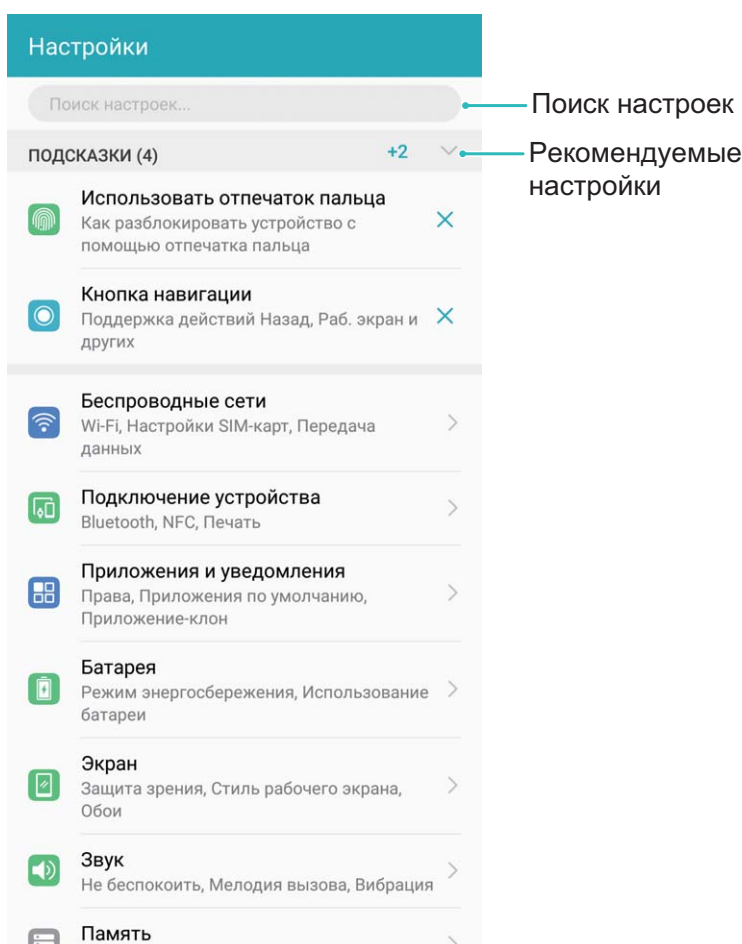 Настройки
Поиск настроек...
Поиск настроек
ПОДСКАЗКИ (4)
+2
Рекомендуемые
настройки
Использовать отпечаток пальца
Как разблокировать устройство с
помощью отпечатка пальца
Кнопка навигации
Поддержка действий Назад, Раб. экран и
других
Беспроводные сети
Wi-Fi, Настройки SIM-карт, Передача
данных
Подключение устройства
Bluetooth, NFC, Печать
Приложения и уведомления
Права, Приложения по умолчанию,
Приложение-клон
Батарея
Режим энергосбережения, Использование
батареи
Экран
Защита зрения, Стиль рабочего экрана,
Обои
Звук
Не беспокоить, Мелодия вызова, Вибрация
Память